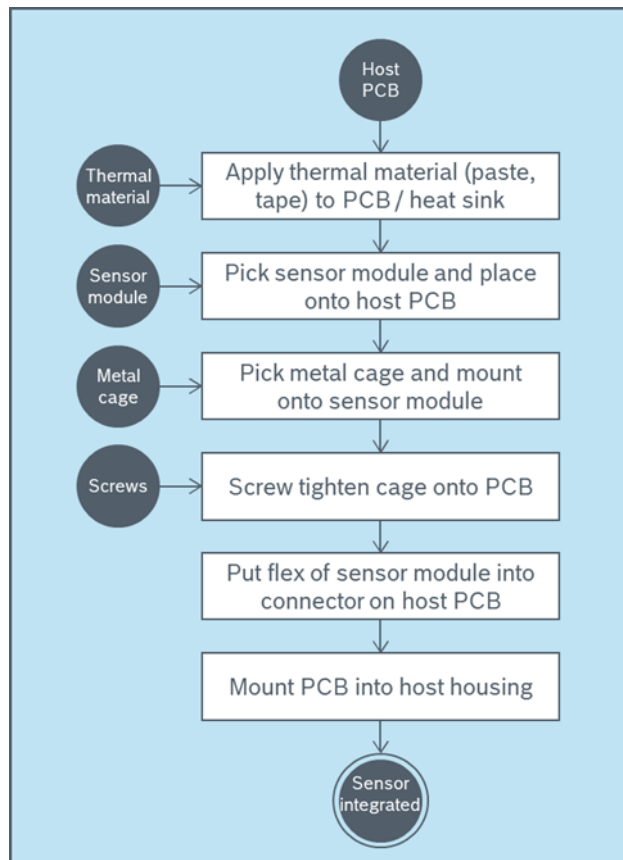 Host
PCB
Thermal
material
Apply thermal material (paste,
tape) to PCB / heat sink
Sensor
module
Pick sensor module and place
onto host PCB
Metal
cage
Pick metal cage and mount
onto sensor module
Screws
Screw tighten cage onto PCB
Put flex of sensor module into
connector on host PCB
Mount PCB into host housing
Sensor
integrated